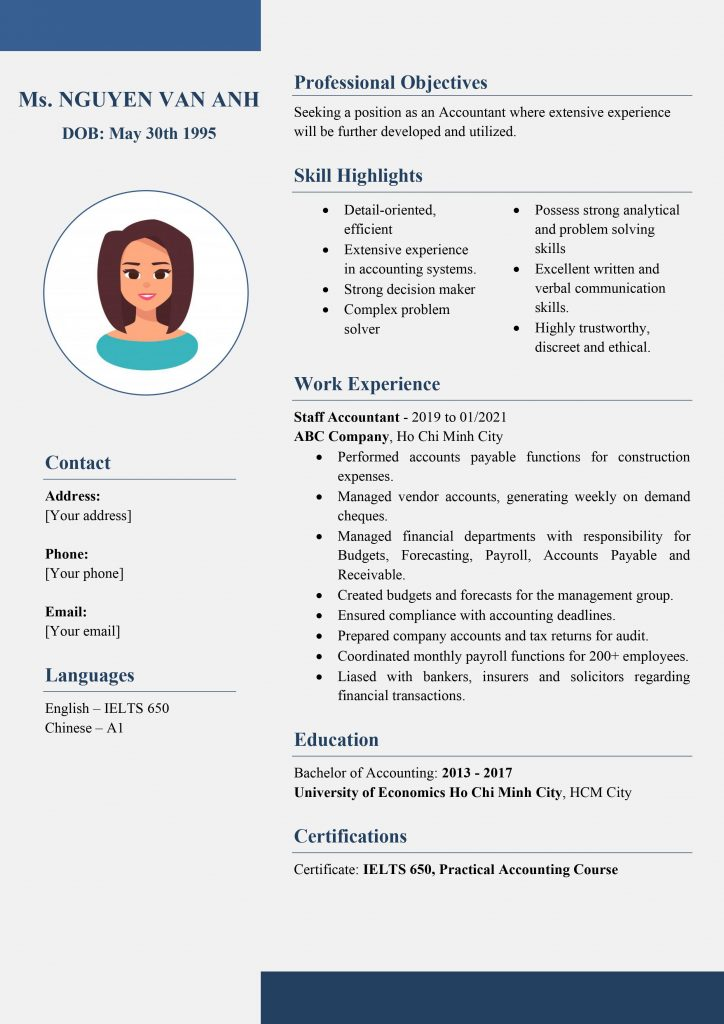 Ms. NGUYEN VAN ANH
DOB: May 30th 1995
Contact
Address:
[Your address]
Phone:
[Your phone]
Email:
[Your email]
Languages
English – IELTS 650
Chinese – A1
Professional Objectives
Seeking a position as an Accountant where extensive experience
will be further developed and utilized.
Skill Highlights
• Detail-oriented,
efficient
• Extensive experience
in accounting systems.
• Strong decision maker
• Complex problem
solver
• Possess strong analytical
and problem solving
skills
• Excellent written and
verbal communication
skills.
• Highly trustworthy,
discreet and ethical.
Work Experience
Staff Accountant - 2019 to 01/2021
ABC Company, Ho Chi Minh City
• Performed accounts payable functions for construction
expenses.
• Managed vendor accounts, generating weekly on demand
cheques.
• Managed financial departments with responsibility for
Budgets, Forecasting, Payroll, Accounts Payable and
Receivable.
• Created budgets and forecasts for the management group.
• Ensured compliance with accounting deadlines.
• Prepared company accounts and tax returns for audit.
• Coordinated monthly payroll functions for 200+ employees.
• Liased with bankers, insurers and solicitors regarding
financial transactions.
Education
Bachelor of Accounting: 2013 - 2017
University of Economics Ho Chi Minh City, HCM City
Certifications
Certificate: IELTS 650, Practical Accounting Course